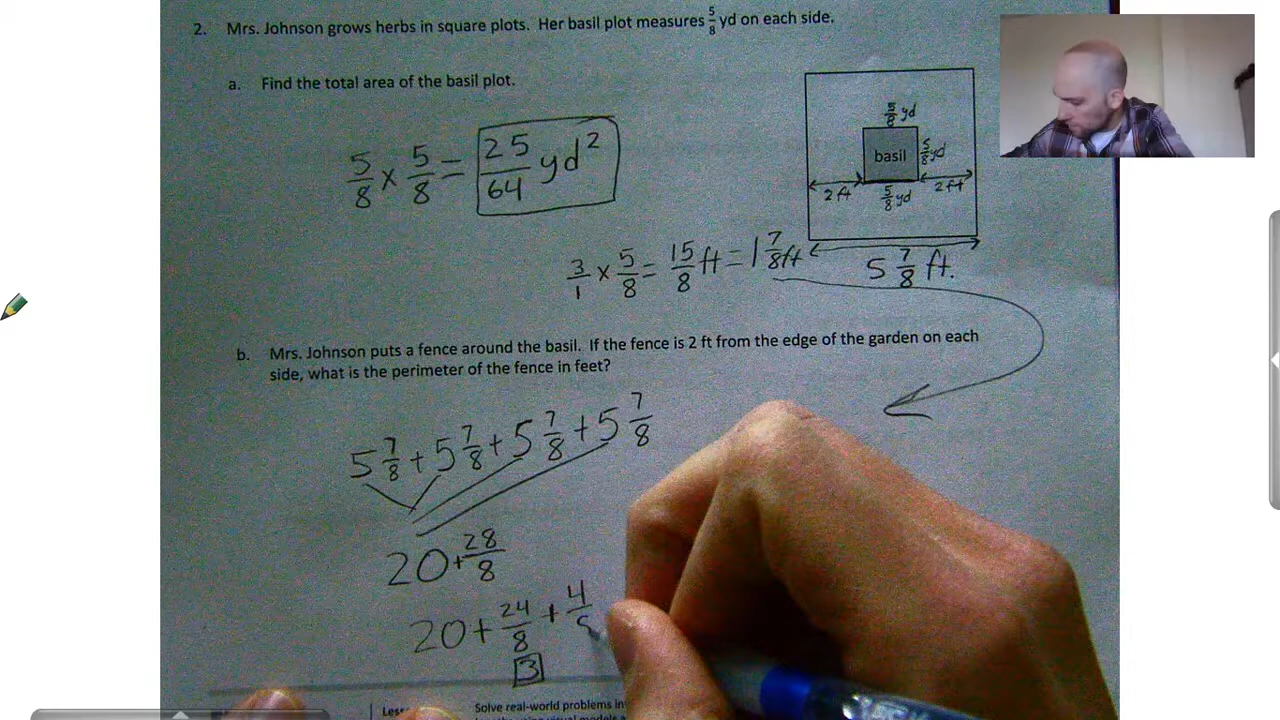 2. Mrs. Johnson grows herbs in square plots. Her basil plot measures 5/8 yd on each side.
a. Find the total area of the basil plot.
5/8 × 5/8 = 25/64 yd²
5/8 yd
basil
5/8 yd
2 ft
5/8 yd
2 ft
3/1 × 5/8 = 15/8 ft = 1 7/8 ft
5 7/8 ft.
b. Mrs. Johnson puts a fence around the basil. If the fence is 2 ft from the edge of the garden on each
side, what is the perimeter of the fence in feet?
5 7/8 + 5 7/8 + 5 7/8 + 5 7/8
20 + 28/8
20 + 24/8 + 4/
3
Solve real-world problems